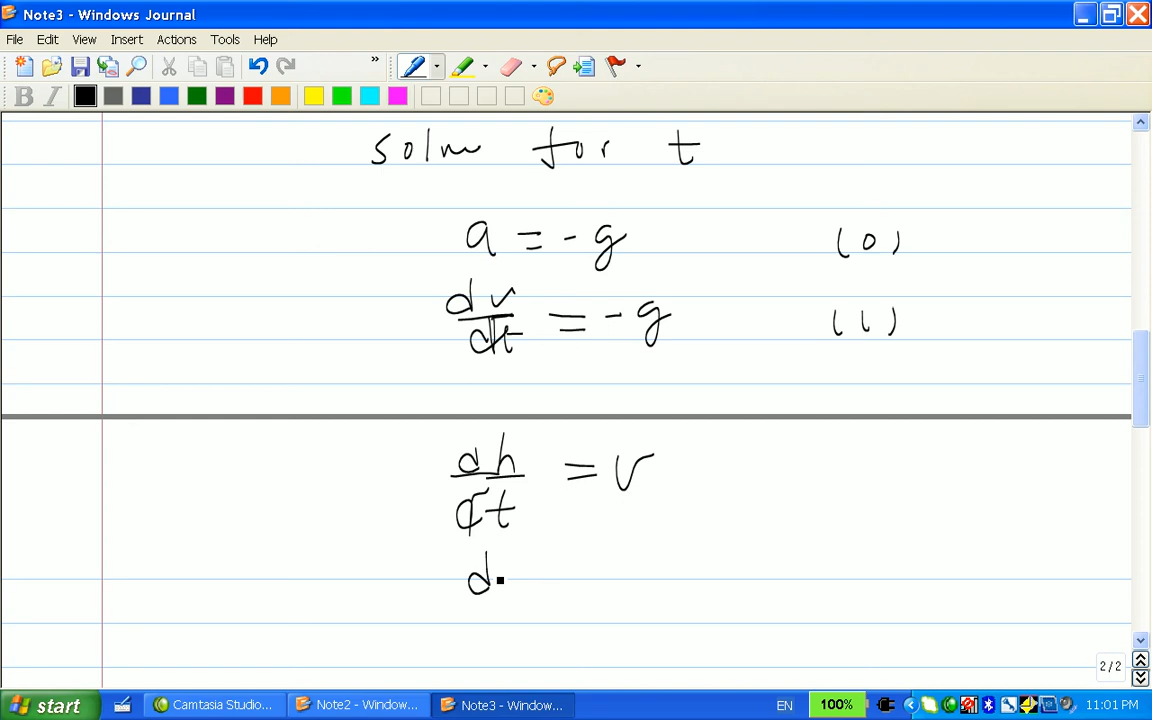 Note3 - Windows Journal
File Edit View Insert Actions Tools Help
»
B I
solve for t
a = -g (0)
dv/dt = -g (1)
dh/dt = v
d
2/2
start Camtasia Studio... Note2 - Window... Note3 - Window... EN 100% 11:01 PM